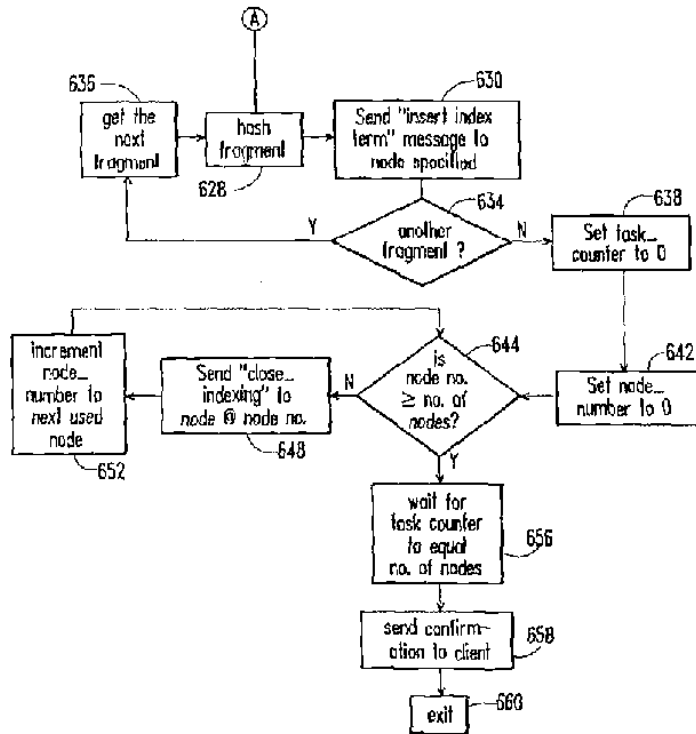 A
636
get the
next
fragment
hash
fragment
628
630
Send "insert index
term" message to
node specified
634
another
fragment ?
Y
N
638
Set task_
counter to 0
642
Set node_
number to 0
644
is
node no.
≥ no. of
nodes?
N
Y
Send "close_
indexing" to
node @ node no.
648
increment
node_
number to
next used
node
652
wait for
task counter
to equal
no. of nodes
656
send confirm-
ation to client
658
exit
660